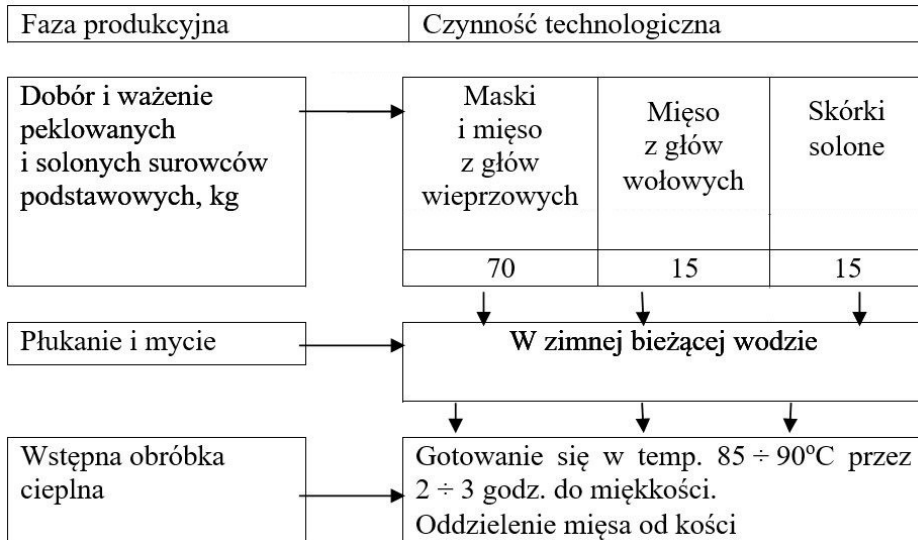 Faza produkcyjna
Czynność technologiczna
Dobór i ważenie
peklowanych
i solonych surowców
podstawowych, kg
Maski
i mięso
z głów
wieprzowych
Mięso
z głów
wołowych
Skórki
solone
70
15
15
Płukanie i mycie
W zimnej bieżącej wodzie
Wstępna obróbka
cieplna
Gotowanie się w temp. 85 ÷ 90°C przez
2 ÷ 3 godz. do miękkości.
Oddzielenie mięsa od kości